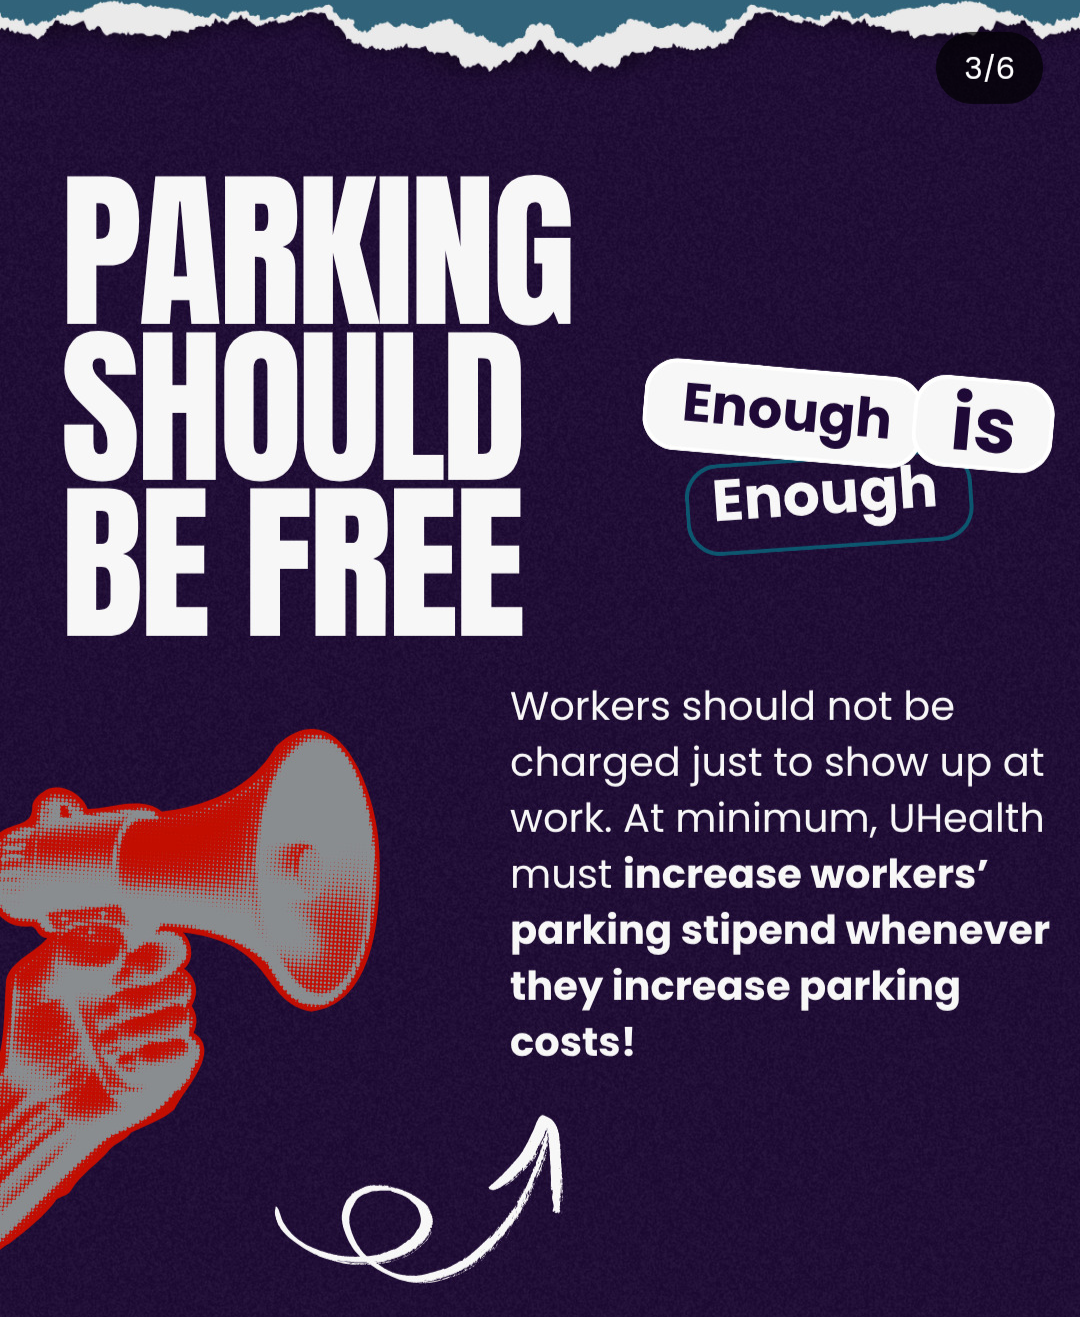 3/6
PARKING
SHOULD
BE FREE
Enough is
Enough
Workers should not be
charged just to show up at
work. At minimum, UHealth
must increase workers’
parking stipend whenever
they increase parking
costs!